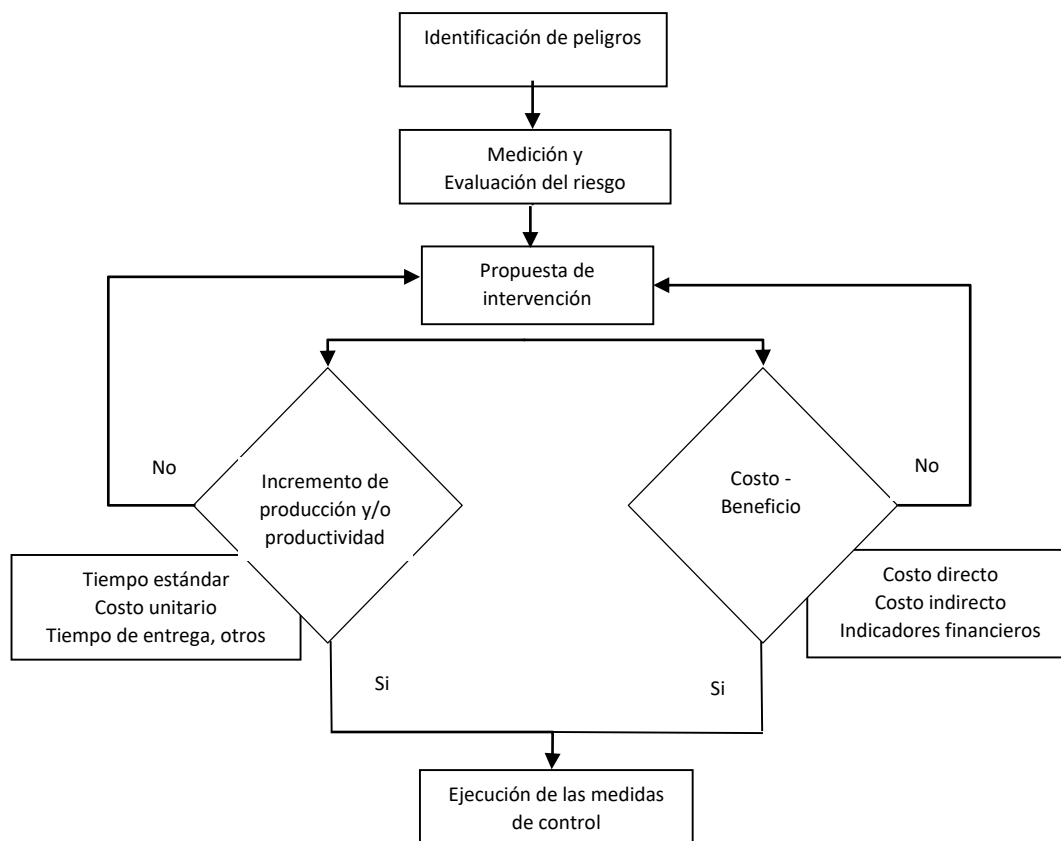 Identificación de peligros
Medición y
Evaluación del riesgo
Propuesta de
intervención
No
No
Incremento de
producción y/o
productividad
Costo -
Beneficio
Tiempo estándar
Costo unitario
Tiempo de entrega, otros
Costo directo
Costo indirecto
Indicadores financieros
Si
Si
Ejecución de las medidas
de control